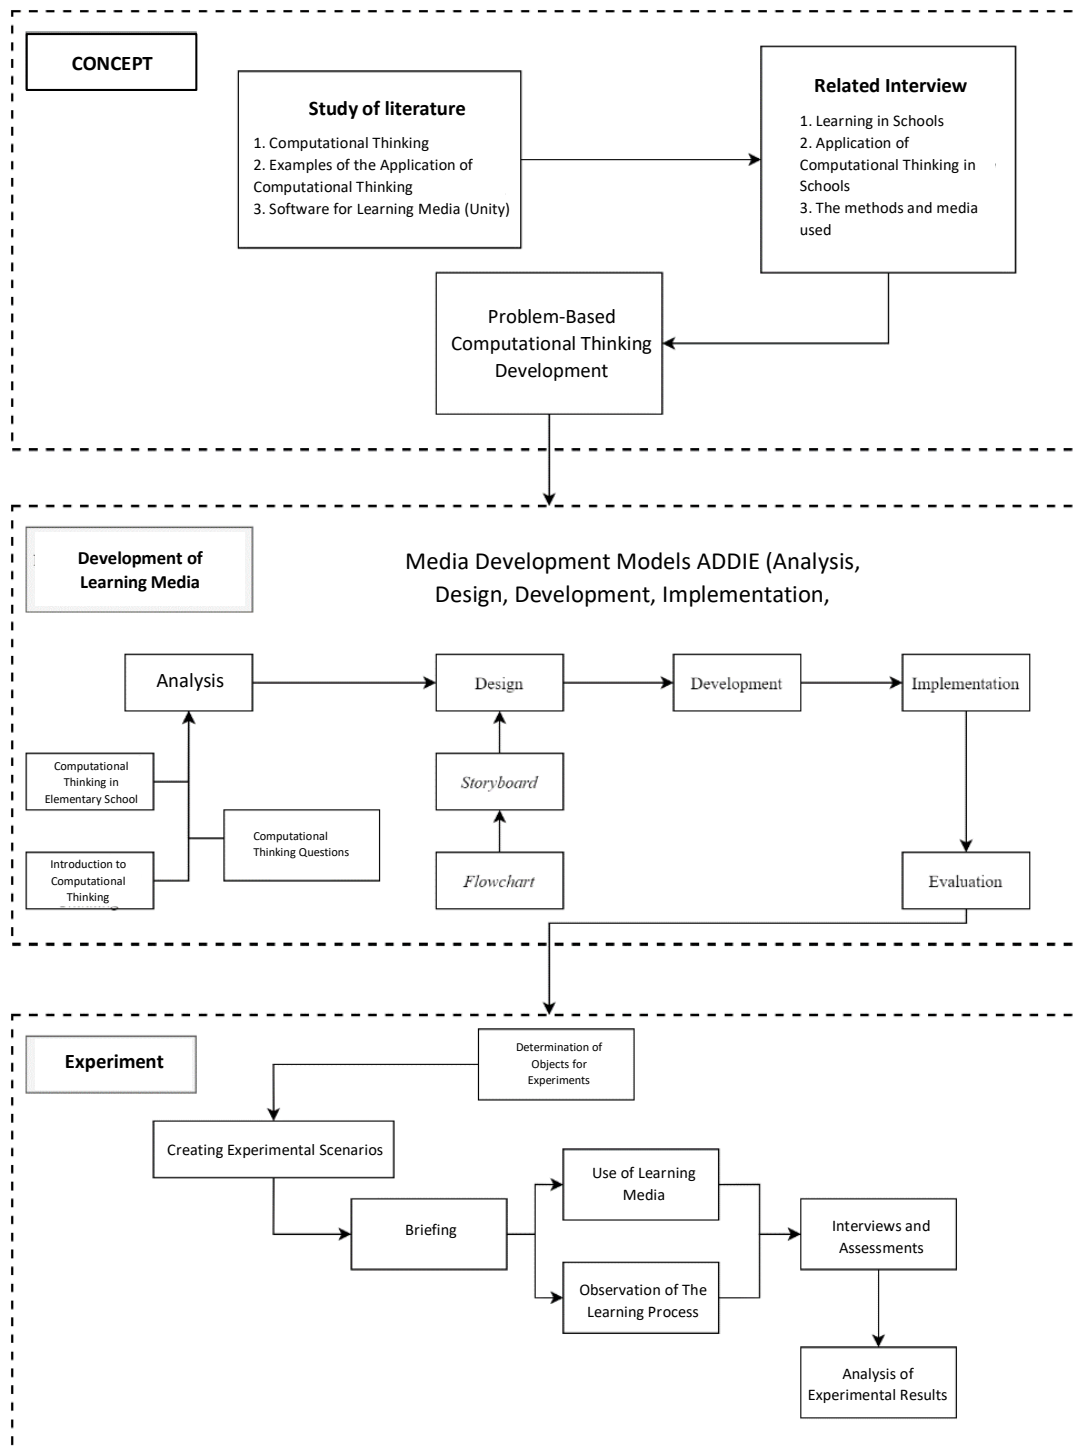 CONCEPT
Study of literature
1. Computational Thinking
2. Examples of the Application of
Computational Thinking
3. Software for Learning Media (Unity)
Related Interview
1. Learning in Schools
2. Application of
Computational Thinking in
Schools
3. The methods and media
used
Problem-Based
Computational Thinking
Development
Development of
Learning Media
Media Development Models ADDIE (Analysis,
Design, Development, Implementation,
Analysis
Design
Development
Implementation
Computational
Thinking in
Elementary School
Storyboard
Computational
Thinking Questions
Introduction to
Computational
Thinking
Flowchart
Evaluation
Experiment
Determination of
Objects for
Experiments
Creating Experimental Scenarios
Briefing
Use of Learning
Media
Observation of The
Learning Process
Interviews and
Assessments
Analysis of
Experimental Results